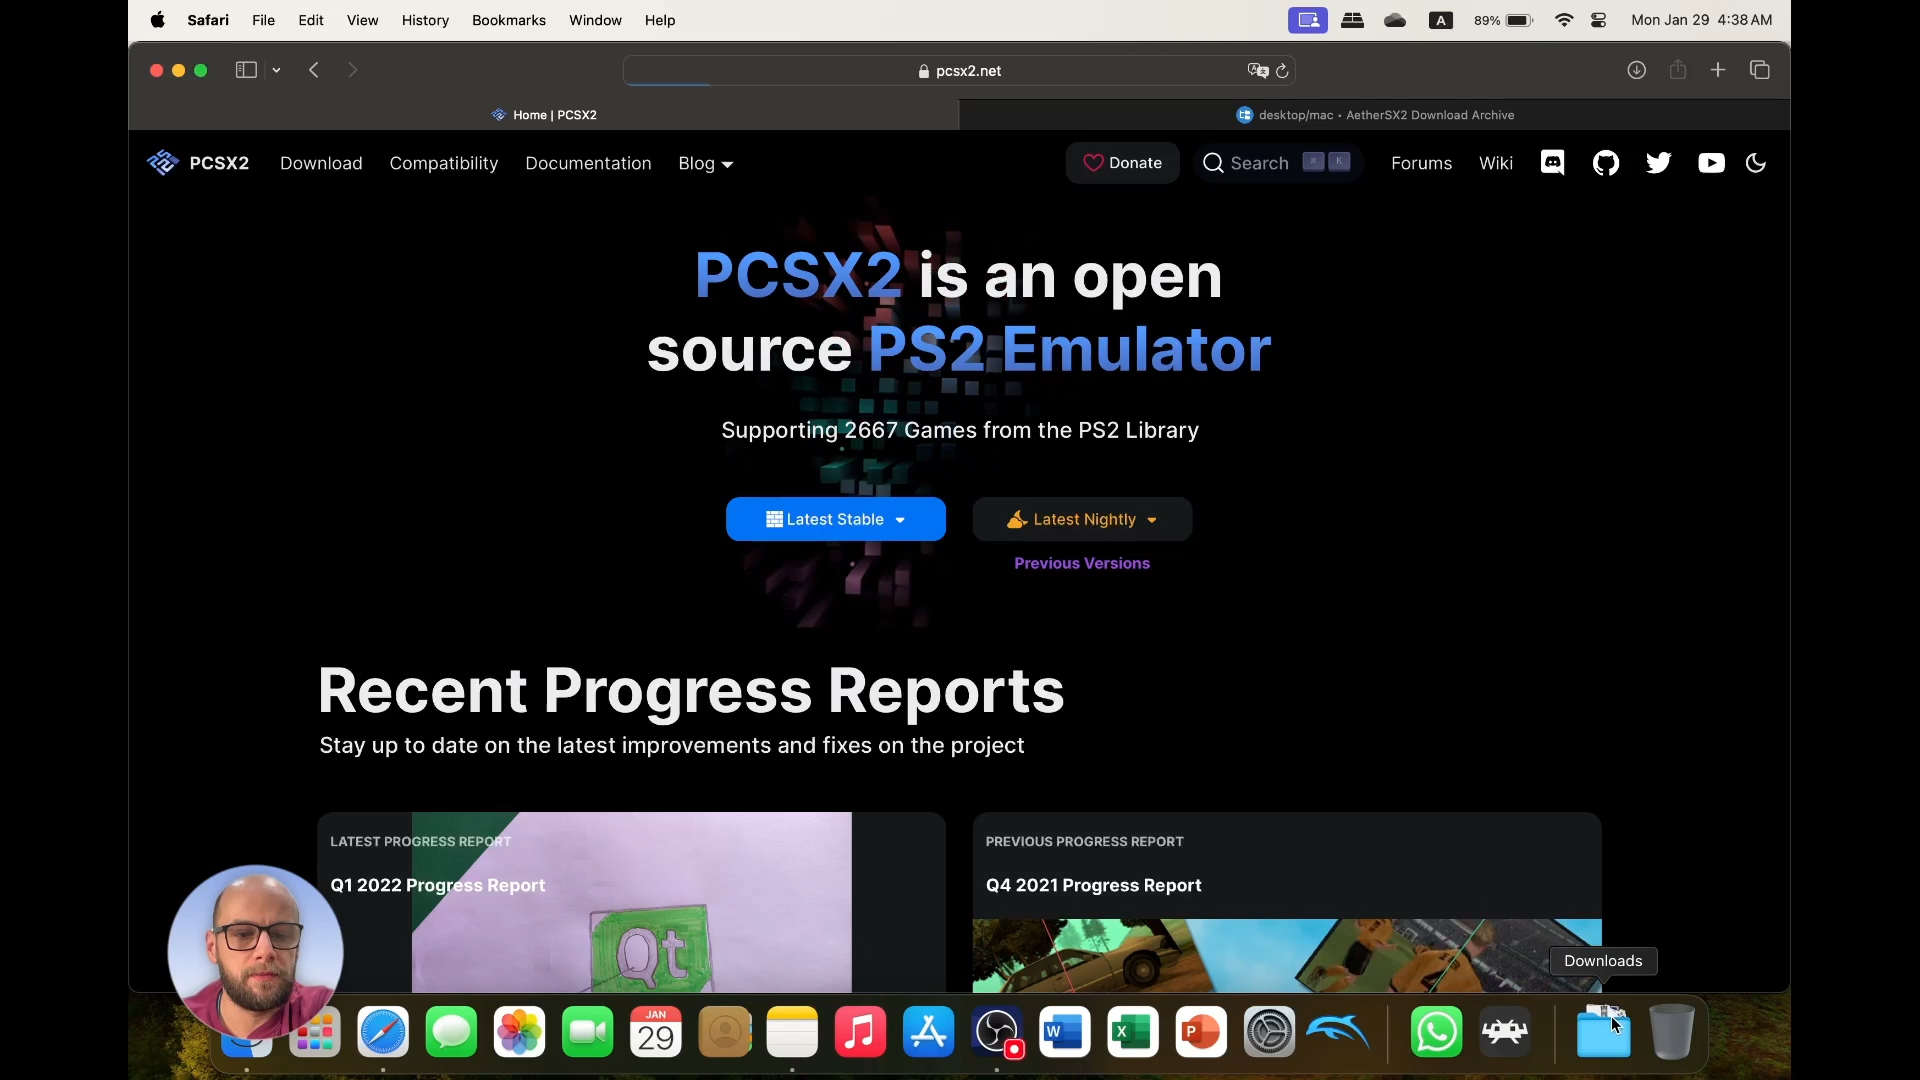 Safari File Edit View History Bookmarks Window Help
A 89% Mon Jan 29 4:38 AM
pcsx2.net
Home | PCSX2
desktop/mac • AetherSX2 Download Archive
PCSX2 Download Compatibility Documentation Blog
Donate Search ⌘ K Forums Wiki
PCSX2 is an open
source PS2 Emulator
Supporting 2667 Games from the PS2 Library
Latest Stable
Latest Nightly
Previous Versions
Recent Progress Reports
Stay up to date on the latest improvements and fixes on the project
LATEST PROGRESS REPORT
Q1 2022 Progress Report
Qt
PREVIOUS PROGRESS REPORT
Q4 2021 Progress Report
Downloads
JAN
29
W
X
P